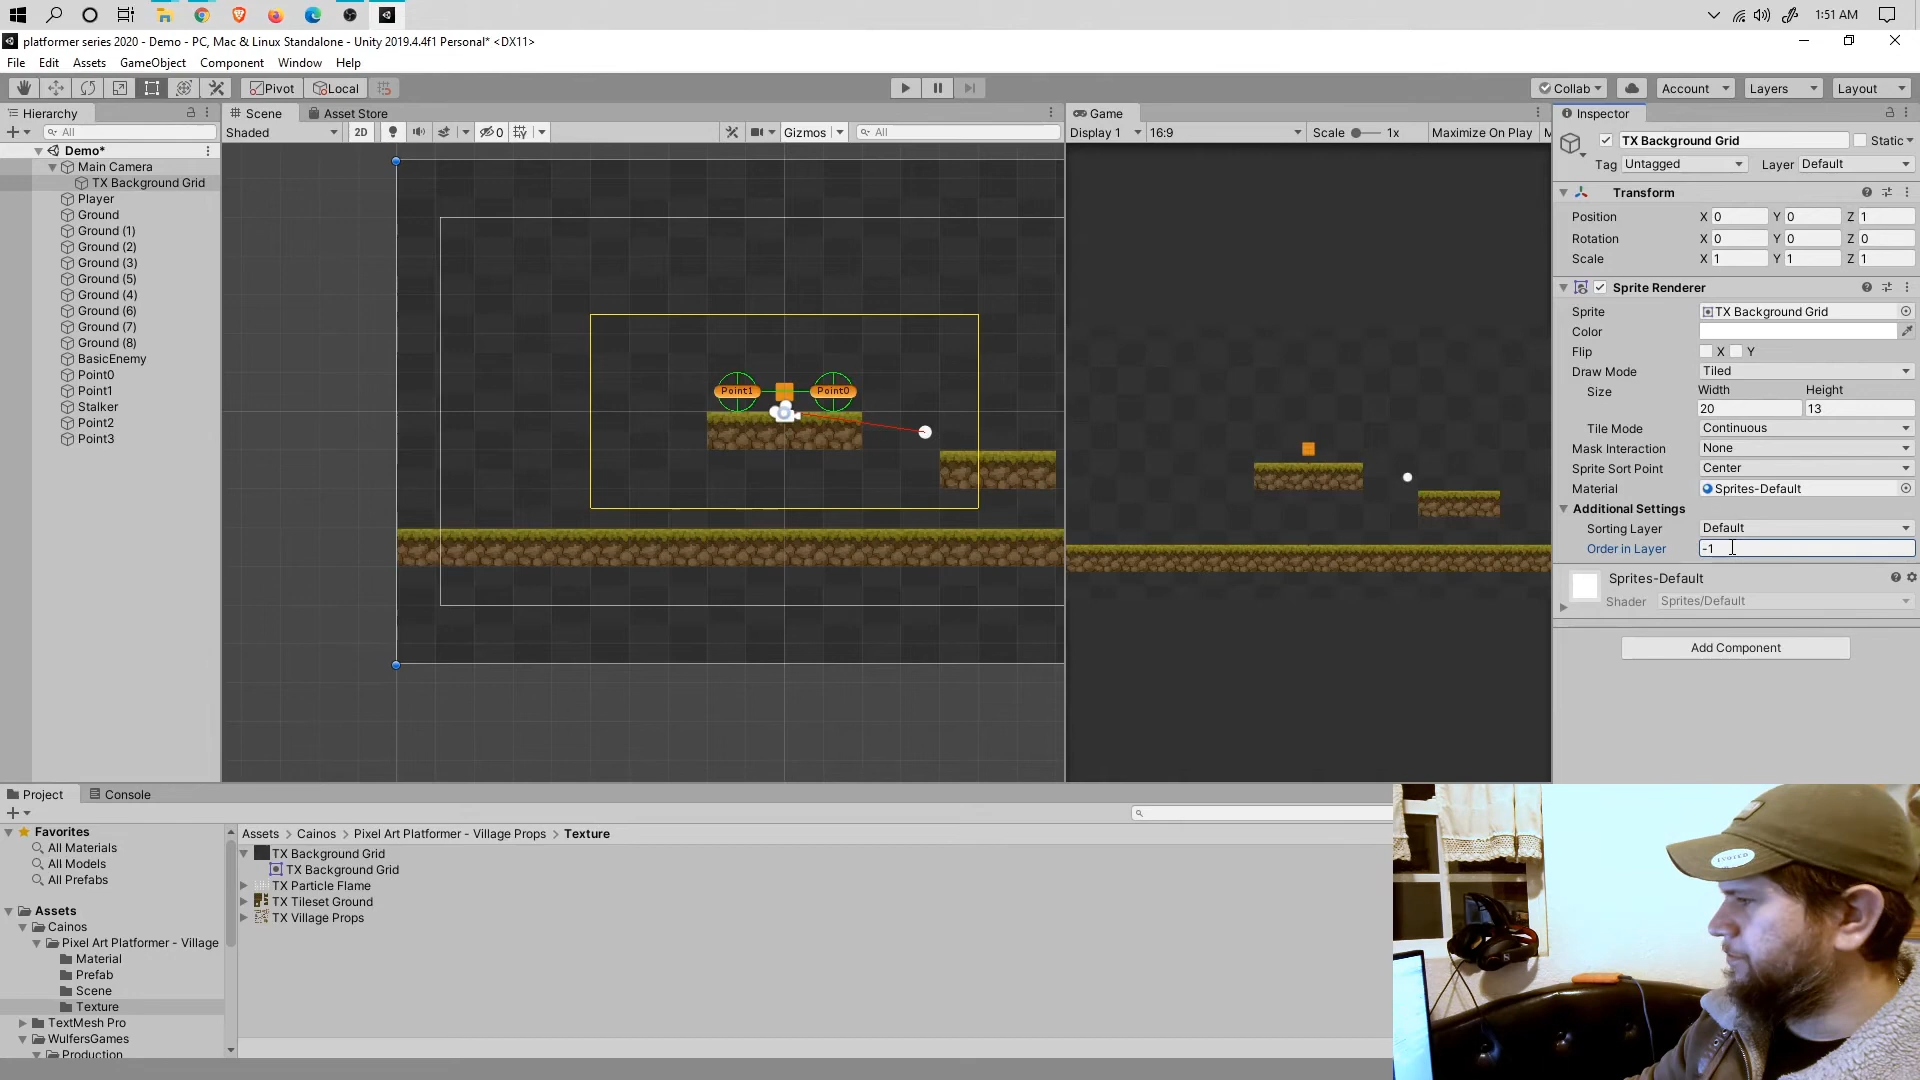 1:51 AM
platformer series 2020 - Demo - PC, Mac & Linux Standalone - Unity 2019.4.4f1 Personal* <DX11>
File Edit Assets GameObject Component Window Help
Pivot Local Collab Account Layers Layout
Hierarchy Scene Asset Store Game Inspector
All Shaded 2D 0 Gizmos All Display 1 16:9 Scale 1x Maximize On Play M
TX Background Grid Static
Tag Untagged Layer Default
Demo*
Main Camera
TX Background Grid
Player
Ground
Ground (1)
Ground (2)
Ground (3)
Ground (5)
Ground (4)
Ground (6)
Ground (7)
Ground (8)
BasicEnemy
Point0
Point1
Stalker
Point2
Point3
Point1 Point0
Transform
Position X 0 Y 0 Z 1
Rotation X 0 Y 0 Z 0
Scale X 1 Y 1 Z 1
Sprite Renderer
Sprite TX Background Grid
Color
Flip X Y
Draw Mode Tiled
Size Width Height
20 13
Tile Mode Continuous
Mask Interaction None
Sprite Sort Point Center
Material Sprites-Default
Additional Settings
Sorting Layer Default
Order in Layer -1
Sprites-Default
Shader Sprites/Default
Add Component
Project Console
Favorites
All Materials
All Models
All Prefabs
Assets
Cainos
Pixel Art Platformer - Village
Material
Prefab
Scene
Texture
TextMesh Pro
WulfersGames
Production
Assets > Cainos > Pixel Art Platformer - Village Props > Texture
TX Background Grid
TX Background Grid
TX Particle Flame
TX Tileset Ground
TX Village Props